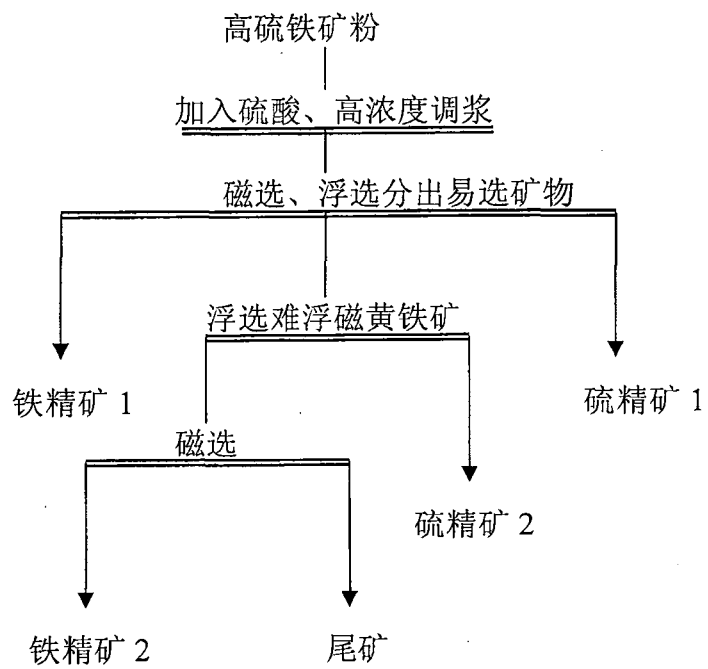 高硫铁矿粉
加入硫酸、高浓度调浆
磁选、浮选分出易选矿物
浮选难浮磁黄铁矿
铁精矿 1
硫精矿 1
磁选
硫精矿 2
铁精矿 2
尾矿